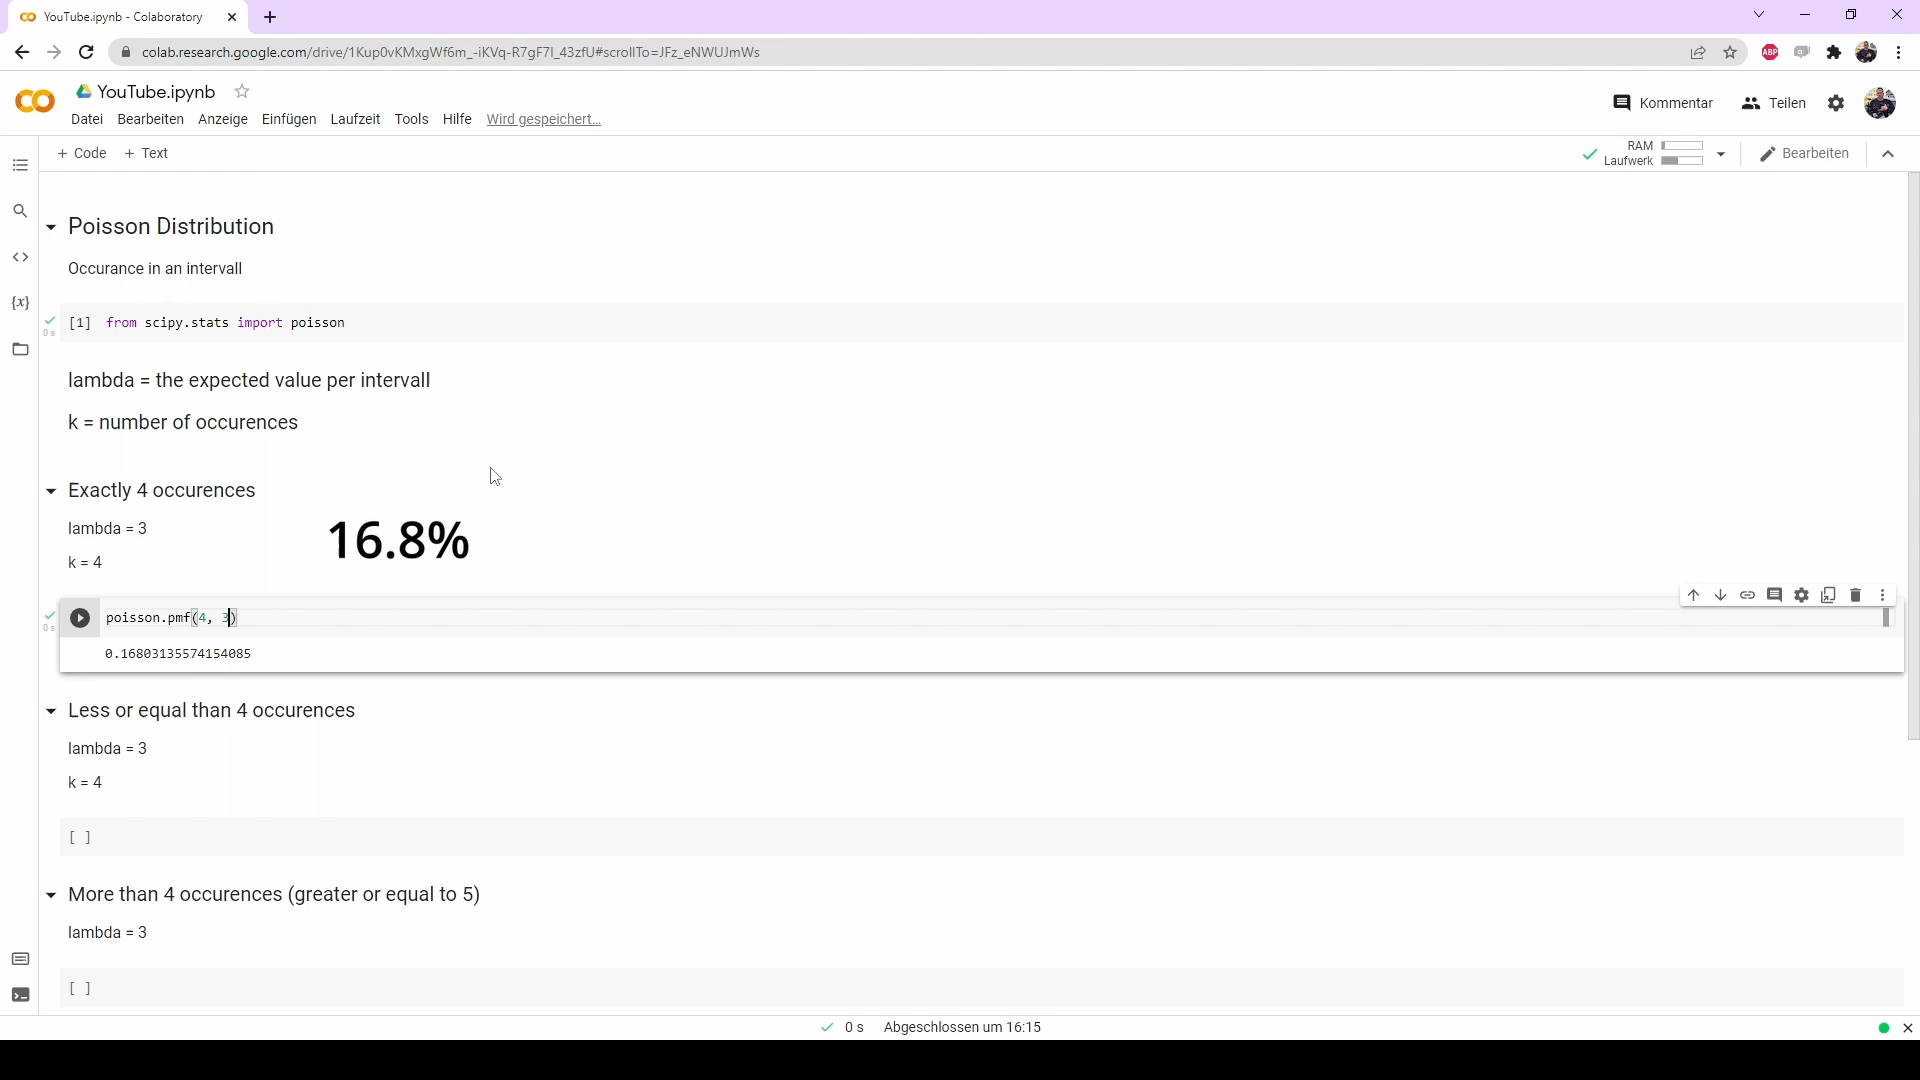 YouTube.ipynb - Colaboratory
colab.research.google.com/drive/1Kup0vKMxgWf6m_-iKVq-R7gF7I_43zfU#scrollTo=JFz_eNWUJmWs
ABP
YouTube.ipynb
Kommentar
Teilen
Datei Bearbeiten Anzeige Einfügen Laufzeit Tools Hilfe Wird gespeichert...
+ Code + Text
RAM
Laufwerk
Bearbeiten
Poisson Distribution
Occurance in an intervall
{x}
0 s
[1] from scipy.stats import poisson
lambda = the expected value per intervall
k = number of occurences
Exactly 4 occurences
lambda = 3
16.8%
k = 4
0 s
poisson.pmf(4, 3)
0.16803135574154085
Less or equal than 4 occurences
lambda = 3
k = 4
[ ]
More than 4 occurences (greater or equal to 5)
lambda = 3
[ ]
0 s Abgeschlossen um 16:15